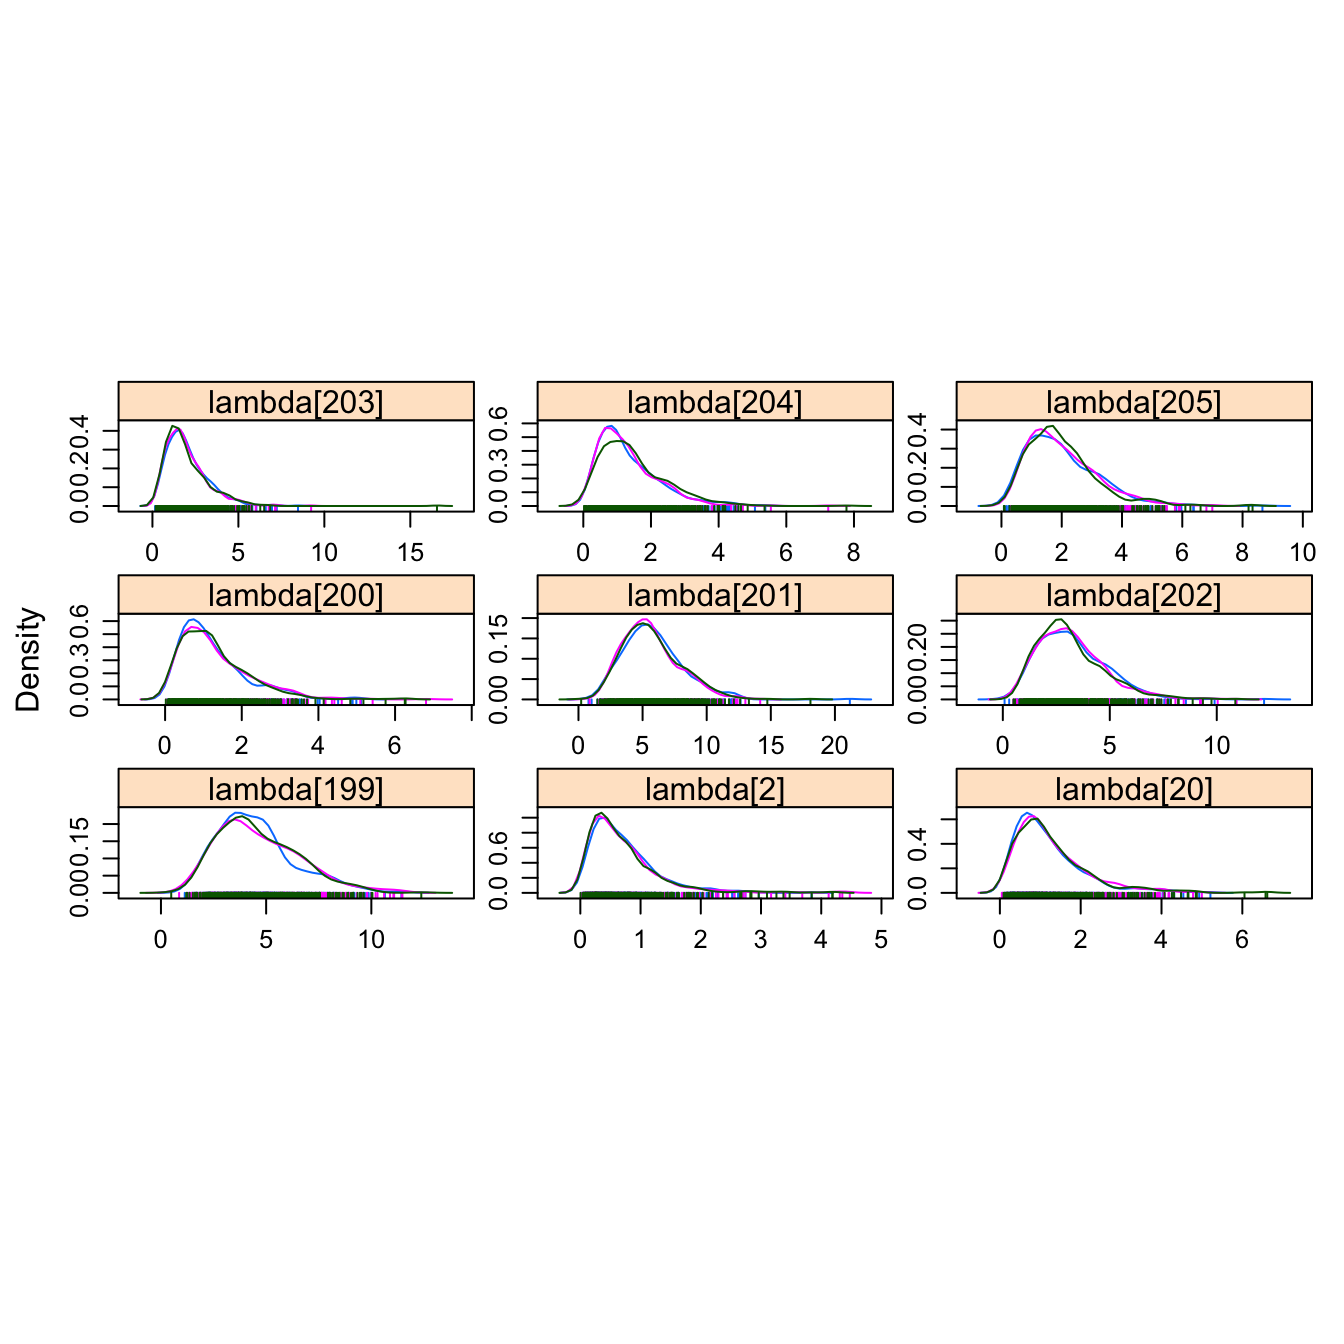 lambda[203] lambda[204] lambda[205]
0.0 0.2 0.4 0.0 0.3 0.6 0.0 0.2 0.4
0 5 10 15 0 2 4 6 8 0 2 4 6 8 10
lambda[200] lambda[201] lambda[202]
Density
0.0 0.3 0.6 0.00 0.15 0.00 0.20
0 2 4 6 0 5 10 15 20 0 5 10
lambda[199] lambda[2] lambda[20]
0.00 0.15 0.0 0.6 0.0 0.4
0 5 10 0 1 2 3 4 5 0 2 4 6